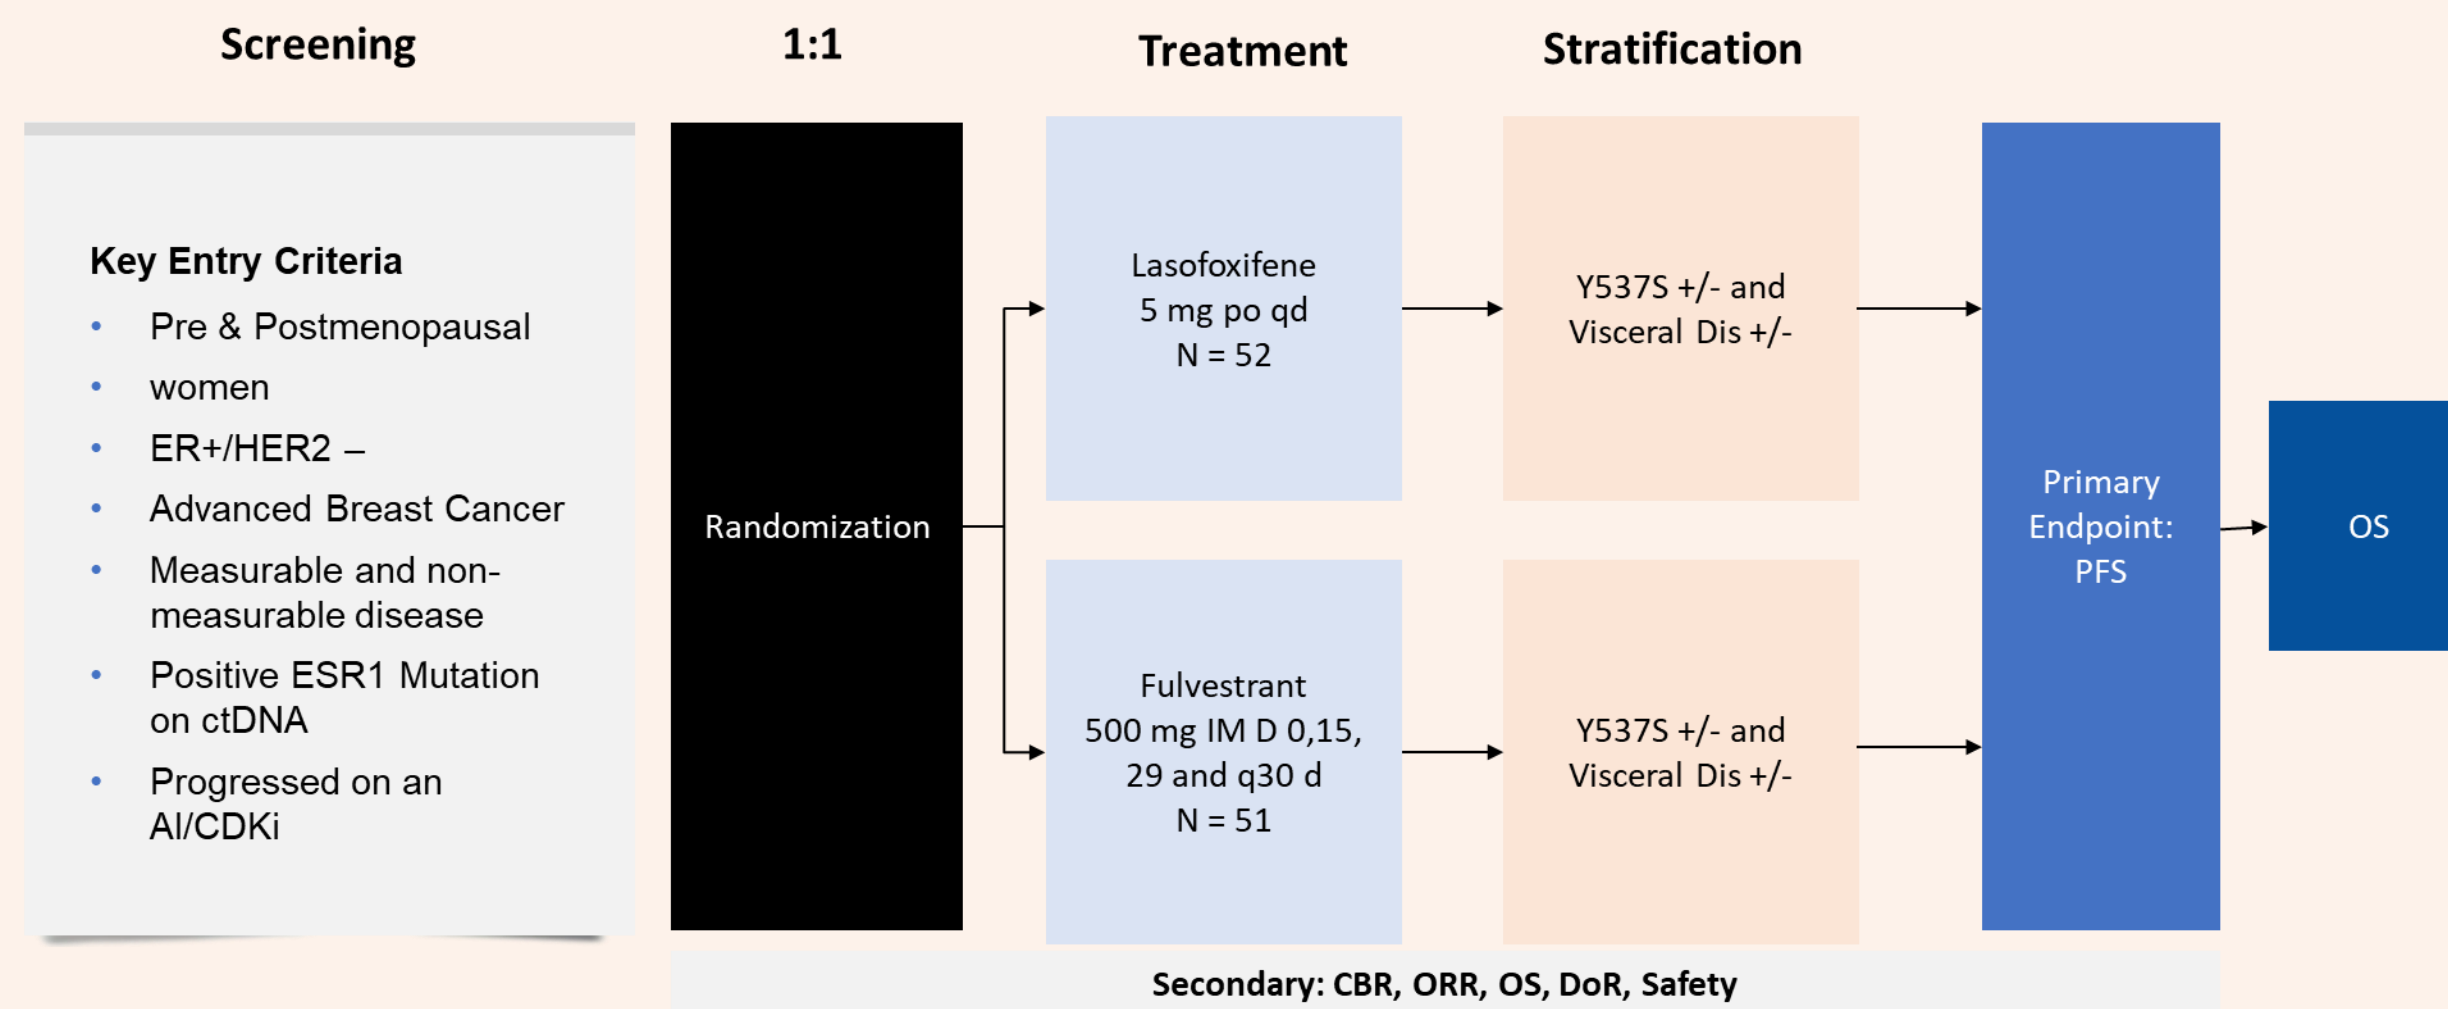 Screening
1:1
Treatment
Stratification
Key Entry Criteria
• Pre & Postmenopausal
• women
• ER+/HER2 –
• Advanced Breast Cancer
• Measurable and non-
measurable disease
• Positive ESR1 Mutation
on ctDNA
• Progressed on an
AI/CDKi
Randomization
Lasofoxifene
5 mg po qd
N = 52
Y537S +/- and
Visceral Dis +/-
Fulvestrant
500 mg IM D 0,15,
29 and q30 d
N = 51
Y537S +/- and
Visceral Dis +/-
Primary
Endpoint:
PFS
OS
Secondary: CBR, ORR, OS, DoR, Safety